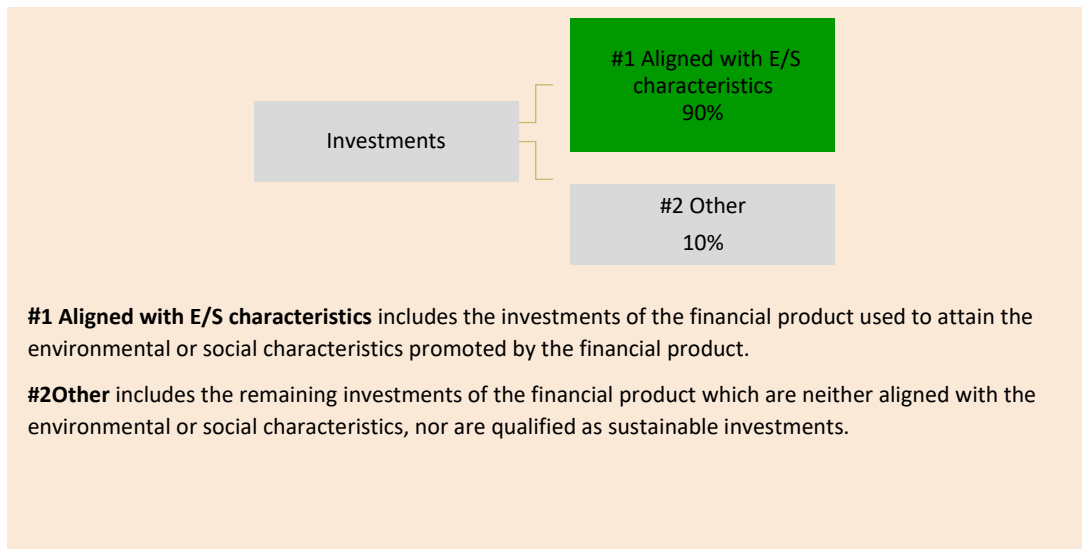 #1 Aligned with E/S
characteristics
90%
Investments
#2 Other
10%
#1 Aligned with E/S characteristics includes the investments of the financial product used to attain the
environmental or social characteristics promoted by the financial product.
#2Other includes the remaining investments of the financial product which are neither aligned with the
environmental or social characteristics, nor are qualified as sustainable investments.